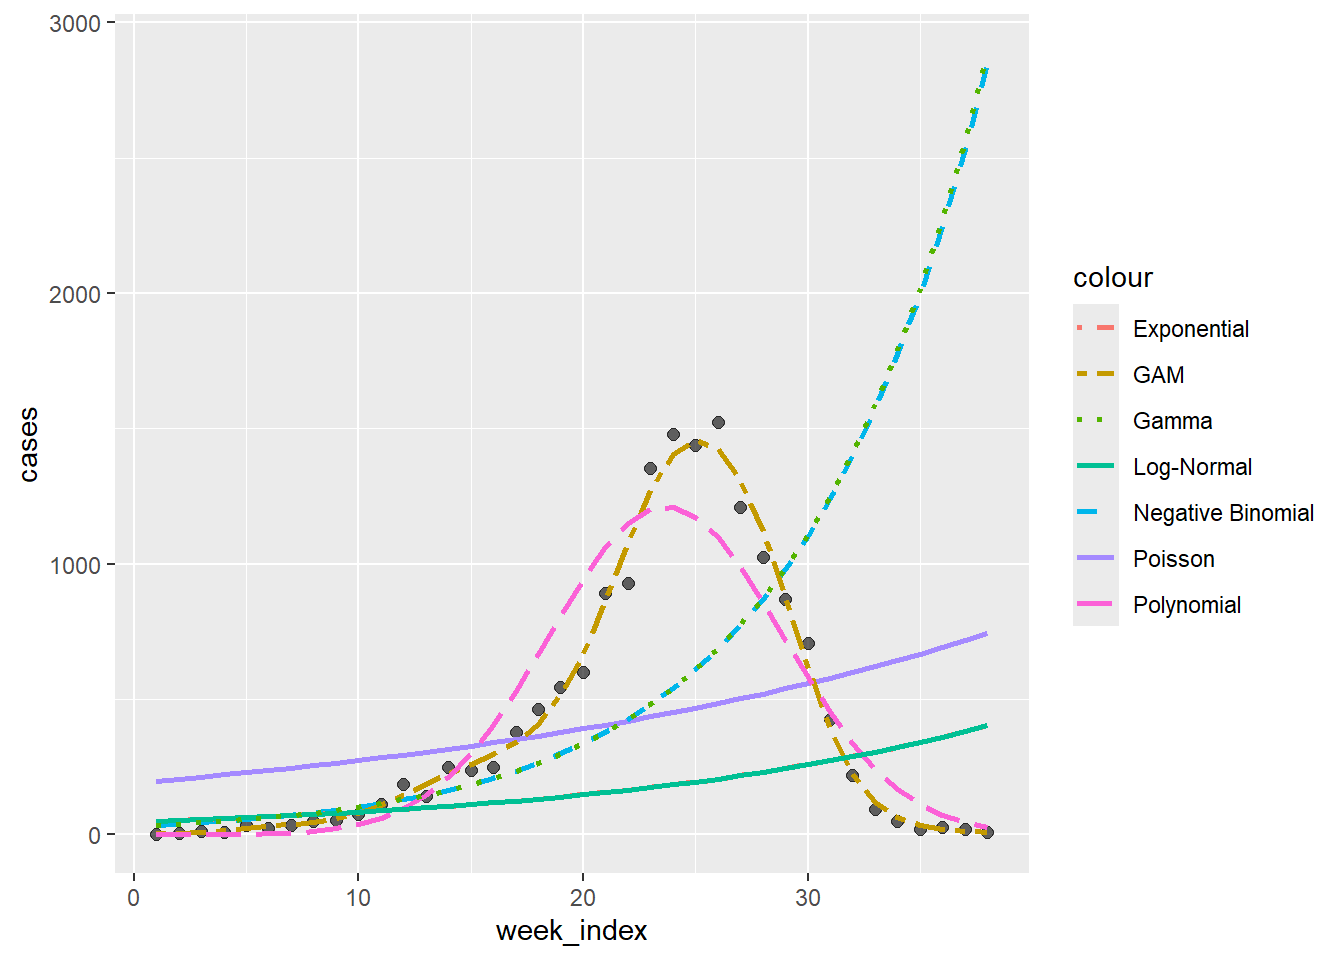 3000
2000
1000
0
cases
0 10 20 30
week_index
colour
Exponential
GAM
Gamma
Log-Normal
Negative Binomial
Poisson
Polynomial